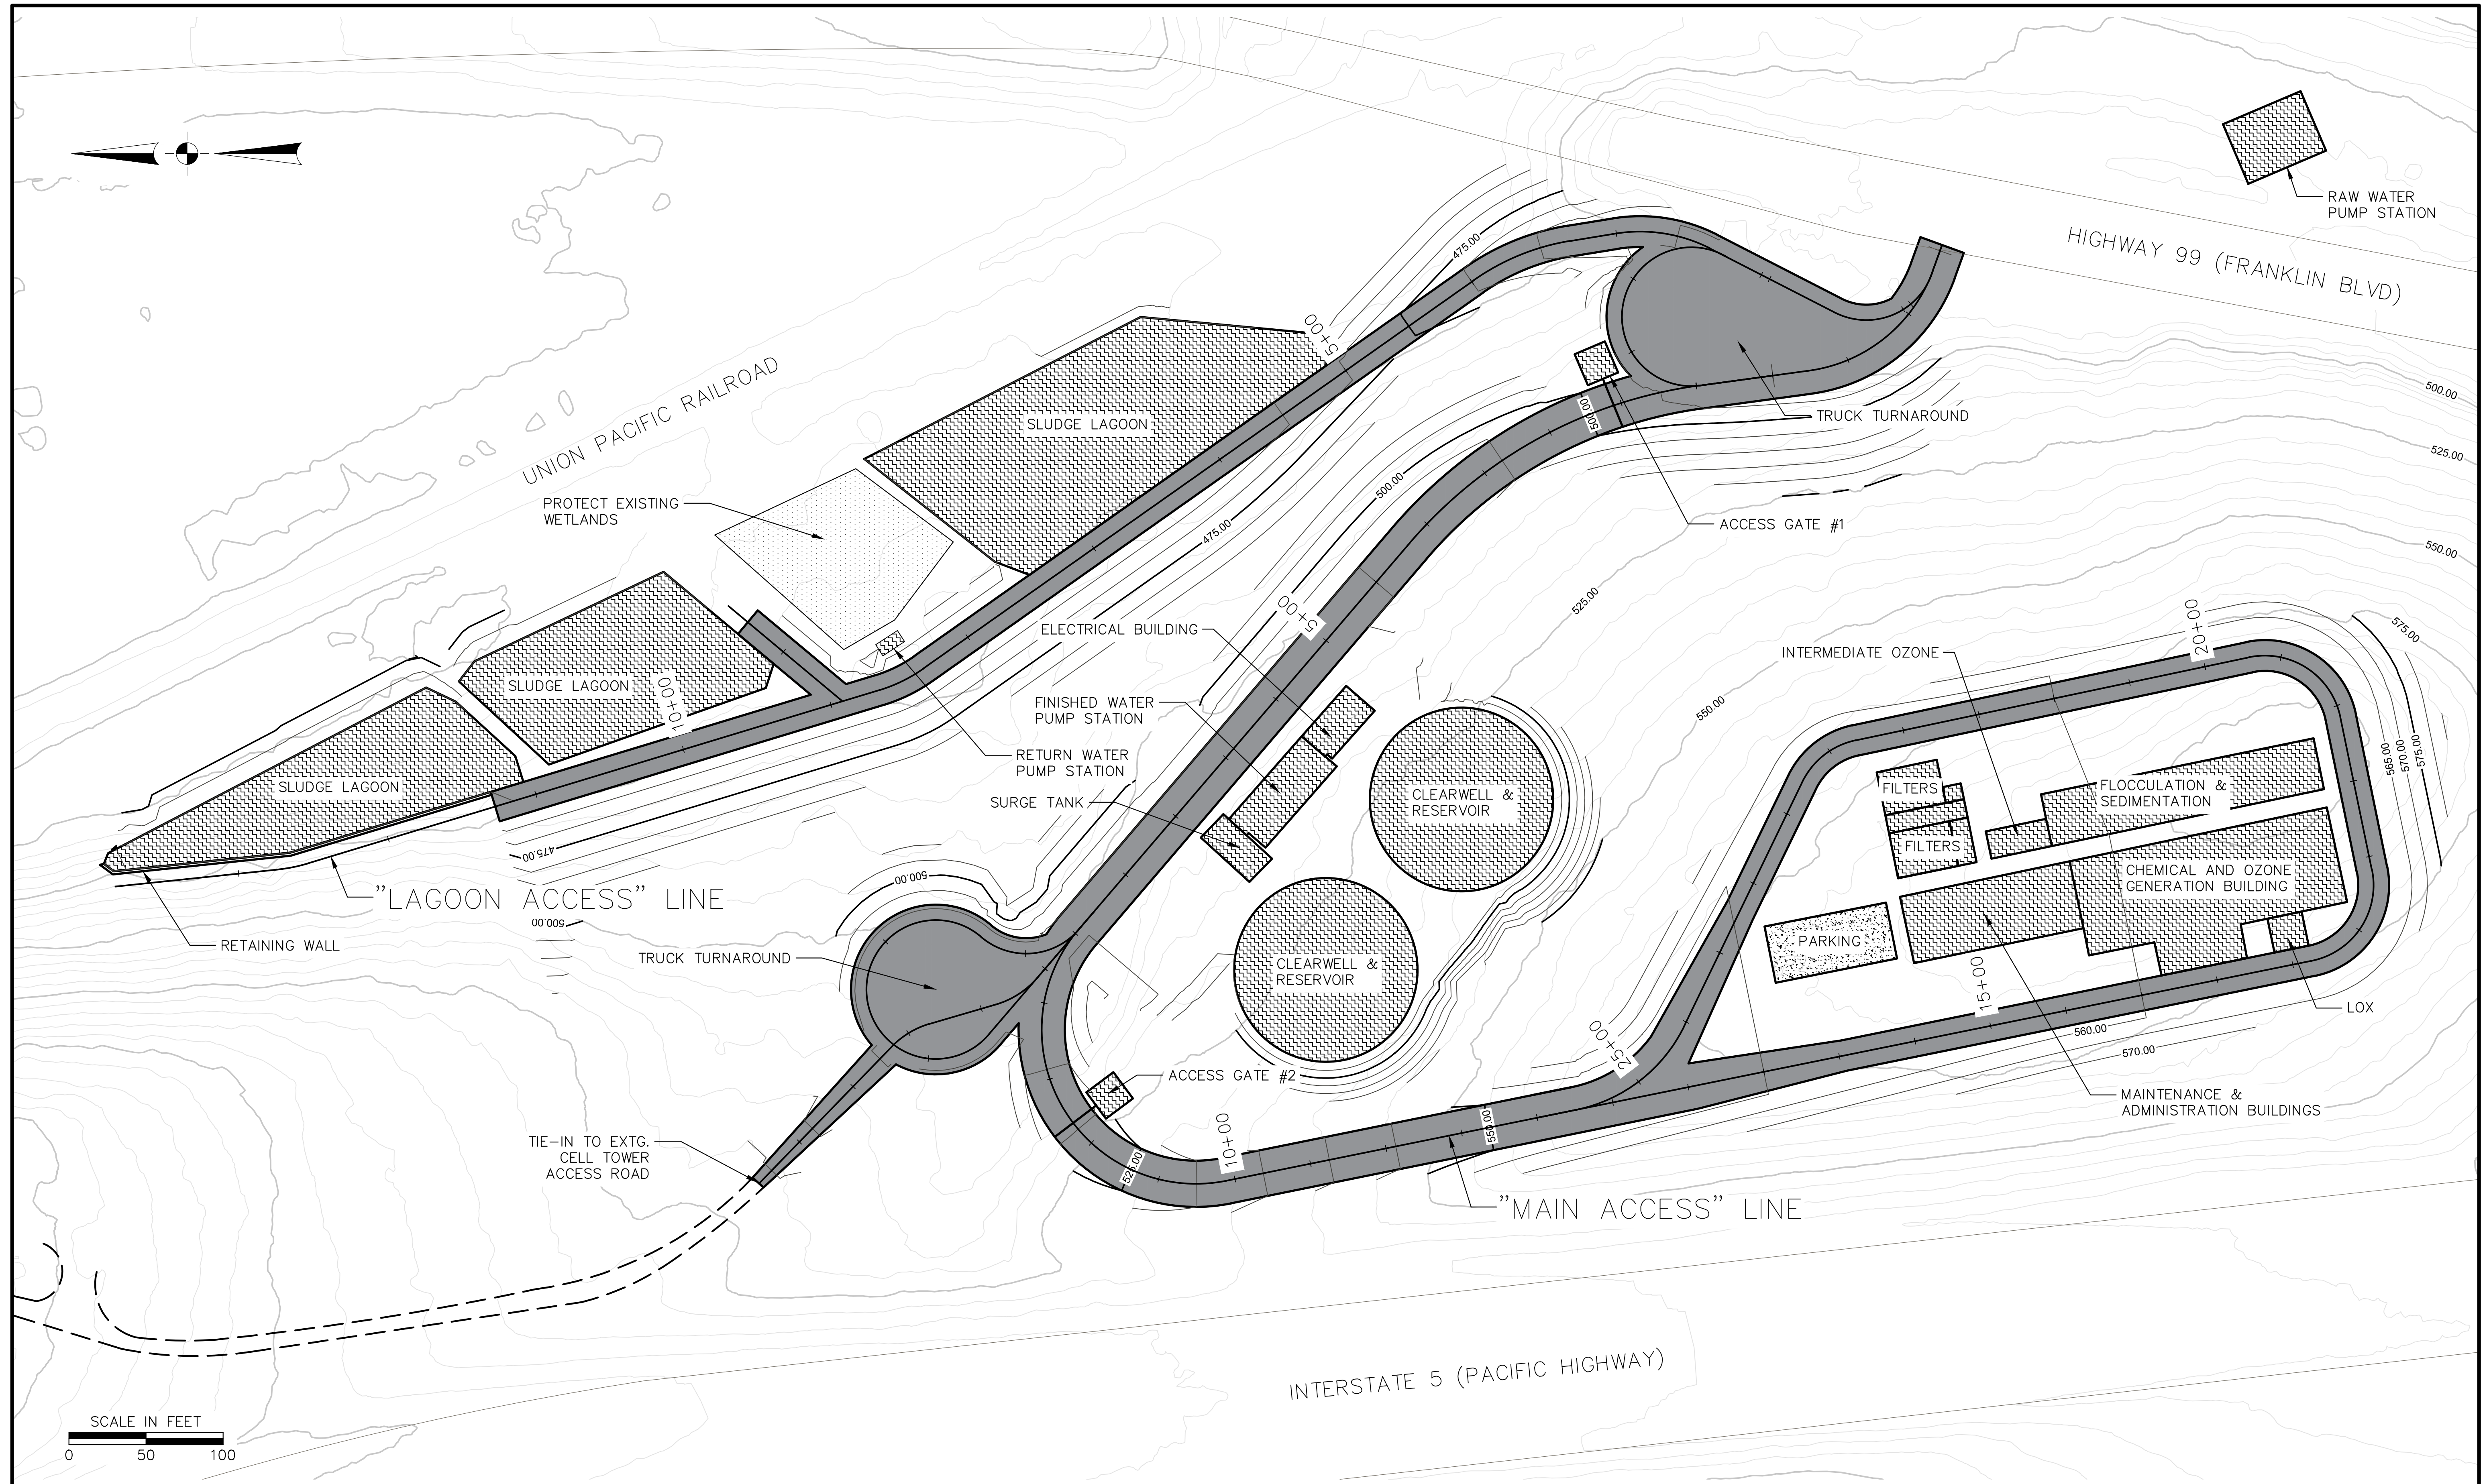 RAW WATER
PUMP STATION
HIGHWAY 99 (FRANKLIN BLVD)
475.00
5+00
UNION PACIFIC RAILROAD
500.00
SLUDGE LAGOON
500.00
TRUCK TURNAROUND
525.00
PROTECT EXISTING
WETLANDS
500.00
475.00
ACCESS GATE #1
550.00
525.00
5+00
ELECTRICAL BUILDING
575.00
20+00
INTERMEDIATE OZONE
SLUDGE LAGOON
10+00
FINISHED WATER
PUMP STATION
550.00
RETURN WATER
PUMP STATION
565.00
570.00
575.00
SLUDGE LAGOON
FILTERS
FLOCCULATION &
SEDIMENTATION
SURGE TANK
CLEARWELL &
RESERVOIR
FILTERS
475.00
CHEMICAL AND OZONE
GENERATION BUILDING
500.00
"LAGOON ACCESS" LINE
500.00
RETAINING WALL
PARKING
TRUCK TURNAROUND
CLEARWELL &
RESERVOIR
15+00
LOX
560.00
25+00
570.00
ACCESS GATE #2
MAINTENANCE &
ADMINISTRATION BUILDINGS
550.00
10+00
TIE-IN TO EXTG.
CELL TOWER
ACCESS ROAD
525.00
"MAIN ACCESS" LINE
INTERSTATE 5 (PACIFIC HIGHWAY)
SCALE IN FEET
0 50 100